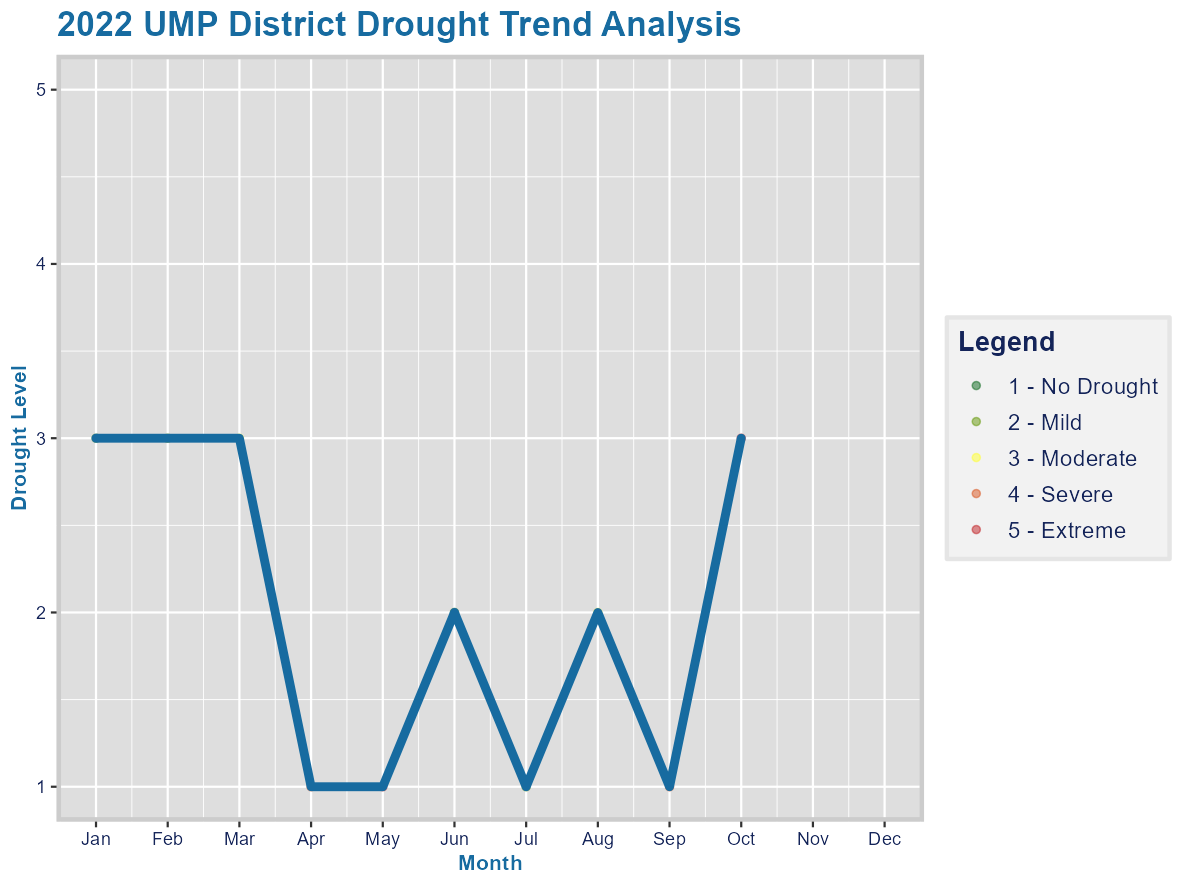 2022 UMP District Drought Trend Analysis
Drought Level
5
4
3
2
1
Jan Feb Mar Apr May Jun Jul Aug Sep Oct Nov Dec
Month
Legend
1 - No Drought
2 - Mild
3 - Moderate
4 - Severe
5 - Extreme